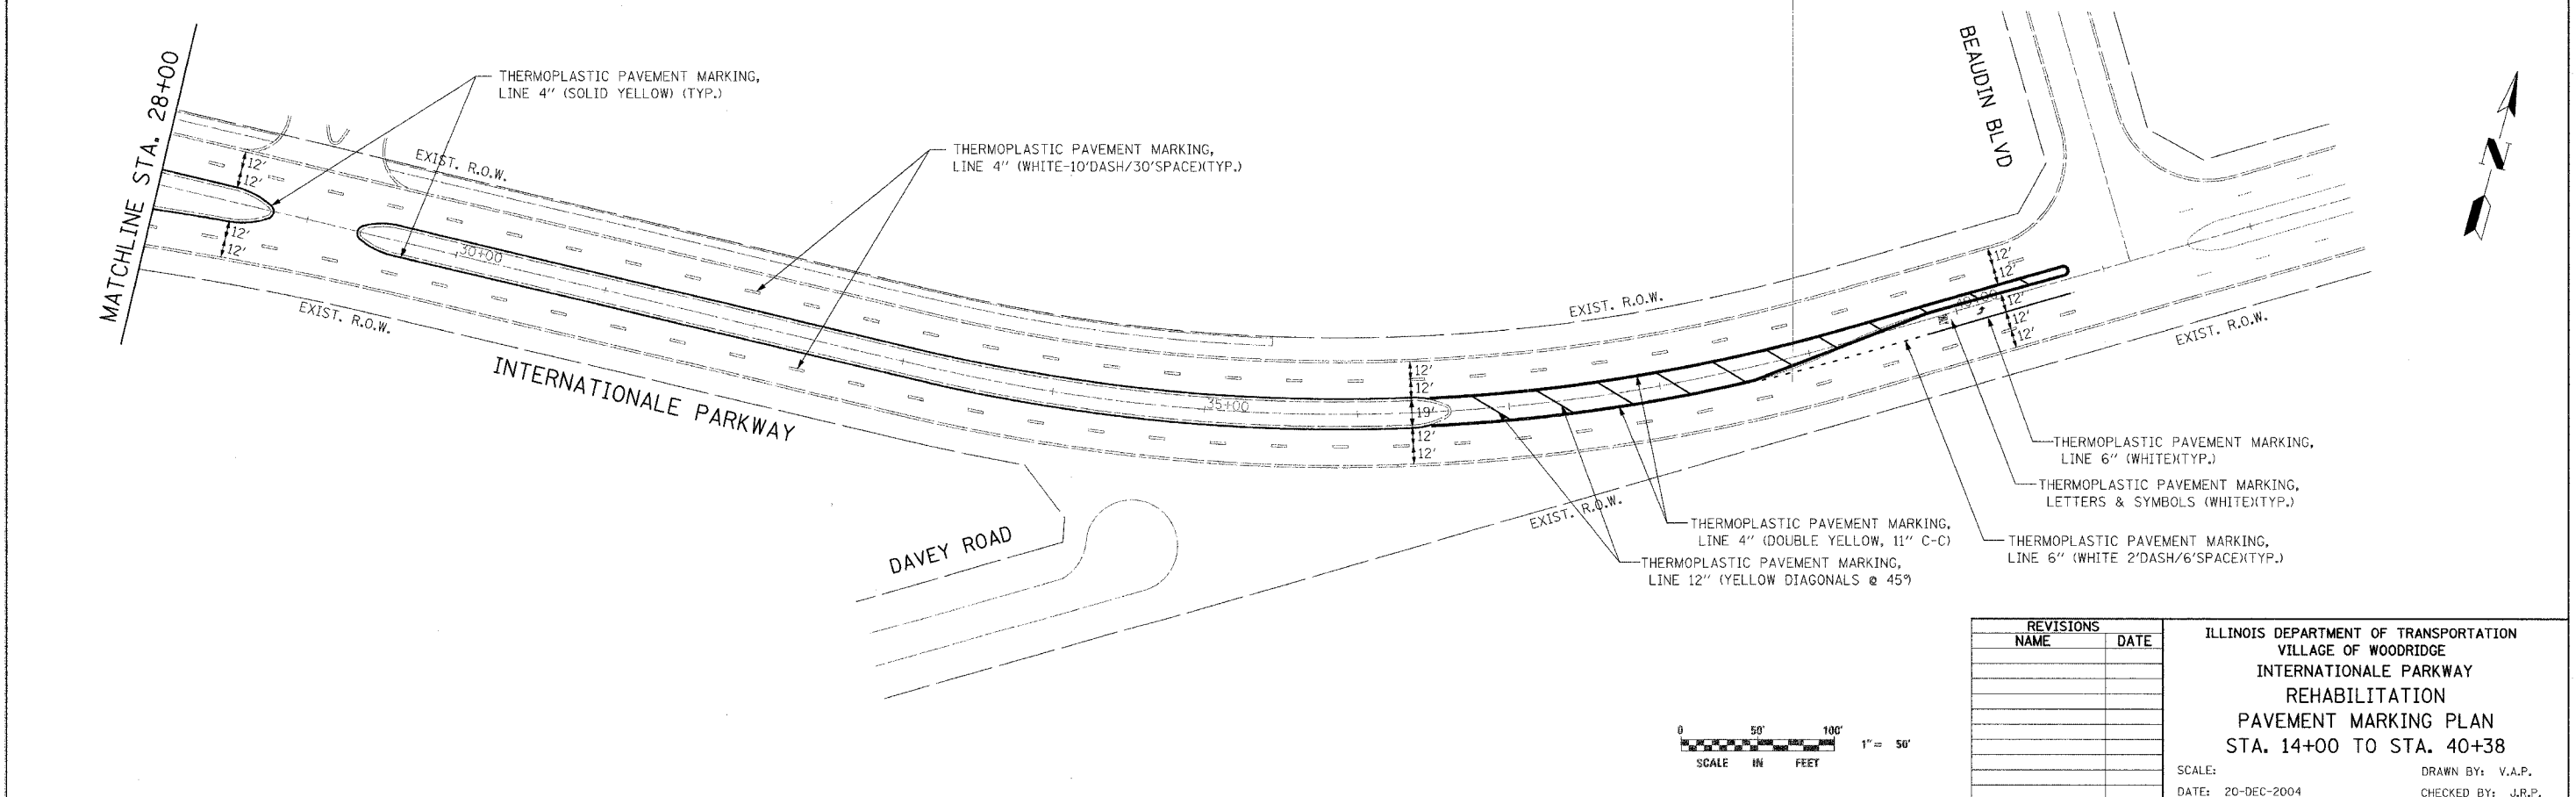 MATCHLINE STA. 28+00
THERMOPLASTIC PAVEMENT MARKING,
LINE 4" (SOLID YELLOW) (TYP.)
THERMOPLASTIC PAVEMENT MARKING,
LINE 4" (WHITE-10'DASH/30'SPACE)(TYP.)
BEAUDIN BLVD
N
EXIST. R.O.W.
12'
12'
12'
12'
30+00
EXIST. R.O.W.
INTERNATIONALE PARKWAY
35+00
12'
12'
19'
12'
12'
EXIST. R.O.W.
12'
12'
40+00
12'
12'
12'
EXIST. R.O.W.
EXIST. R.O.W.
DAVEY ROAD
THERMOPLASTIC PAVEMENT MARKING,
LINE 6" (WHITE)(TYP.)
THERMOPLASTIC PAVEMENT MARKING,
LETTERS & SYMBOLS (WHITE)(TYP.)
THERMOPLASTIC PAVEMENT MARKING,
LINE 4" (DOUBLE YELLOW, 11" C-C)
THERMOPLASTIC PAVEMENT MARKING,
LINE 6" (WHITE 2'DASH/6'SPACE)(TYP.)
THERMOPLASTIC PAVEMENT MARKING,
LINE 12" (YELLOW DIAGONALS @ 45°)
0 50' 100'
1"= 50'
SCALE IN FEET
REVISIONS
NAME DATE
ILLINOIS DEPARTMENT OF TRANSPORTATION
VILLAGE OF WOODRIDGE
INTERNATIONALE PARKWAY
REHABILITATION
PAVEMENT MARKING PLAN
STA. 14+00 TO STA. 40+38
SCALE: DRAWN BY: V.A.P.
DATE: 20-DEC-2004 CHECKED BY: J.R.P.